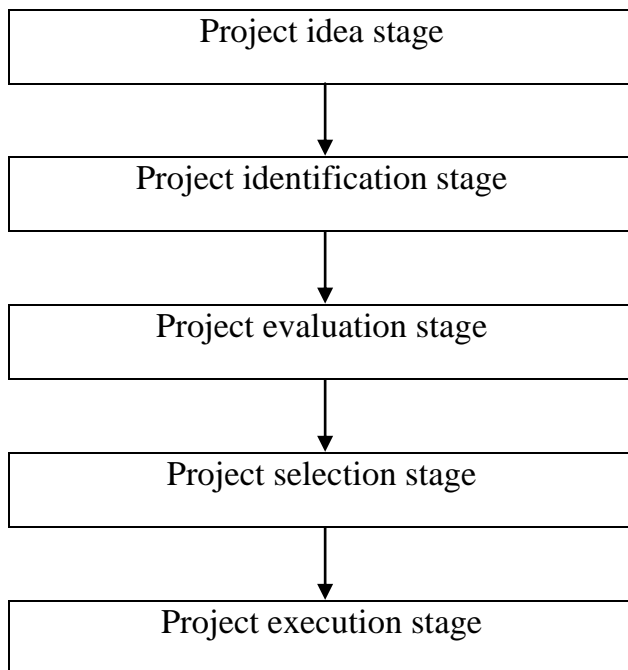 Project idea stage
Project identification stage
Project evaluation stage
Project selection stage
Project execution stage